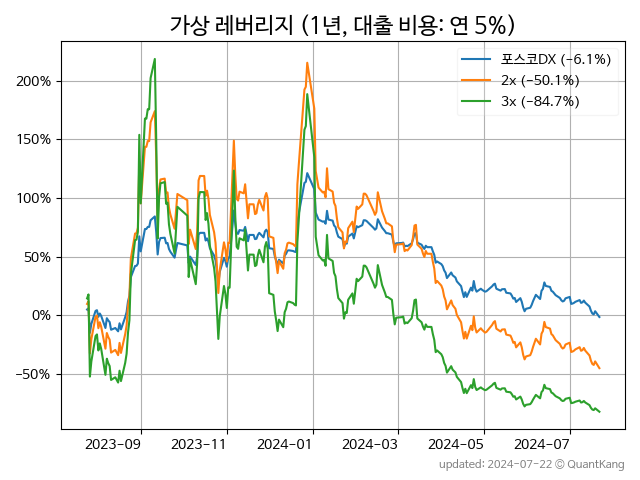 가상 레버리지 (1년, 대출 비용: 연 5%)
포스코DX (−6.1%)
2x (−50.1%)
3x (−84.7%)
200%
150%
100%
50%
0%
−50%
2023-09
2023-11
2024-01
2024-03
2024-05
2024-07
updated: 2024-07-22 © QuantKang